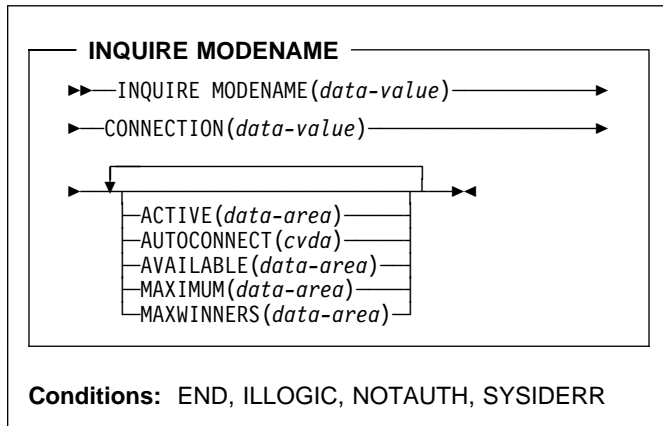 INQUIRE MODENAME
INQUIRE MODENAME(data-value)
CONNECTION(data-value)
ACTIVE(data-area)
AUTOCONNECT(cvda)
AVAILABLE(data-area)
MAXIMUM(data-area)
MAXWINNERS(data-area)
Conditions: END, ILLOGIC, NOTAUTH, SYSIDERR